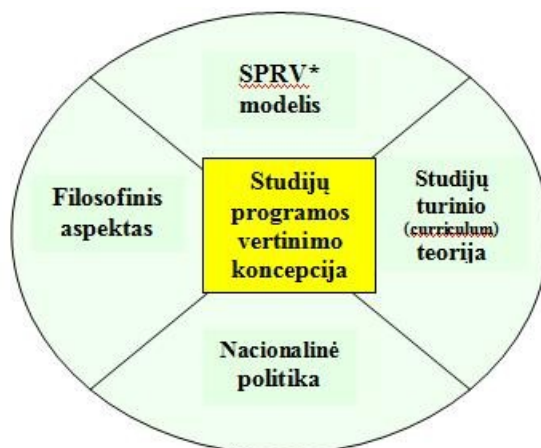 SPRV*
modelis
Filosofinis
aspektas
Studijų
programos
vertinimo
koncepcija
Studijų
turinio
(curriculum)
teorija
Nacionalinė
politika